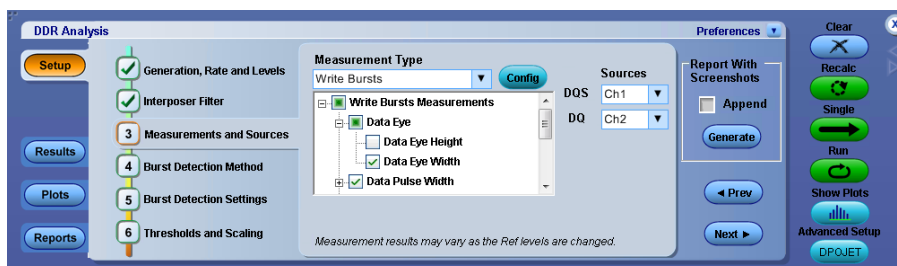 DDR Analysis
Preferences
Clear
Setup
Generation, Rate and Levels
Interposer Filter
3 Measurements and Sources
4 Burst Detection Method
5 Burst Detection Settings
6 Thresholds and Scaling
Results
Plots
Reports
Measurement Type
Write Bursts
Config
Write Bursts Measurements
Data Eye
Data Eye Height
Data Eye Width
Data Pulse Width
Measurement results may vary as the Ref levels are changed.
Sources
DQS Ch1
DQ Ch2
Report With
Screenshots
Append
Generate
Prev
Next
Recalc
Single
Run
Show Plots
Advanced Setup
DPOJET
X